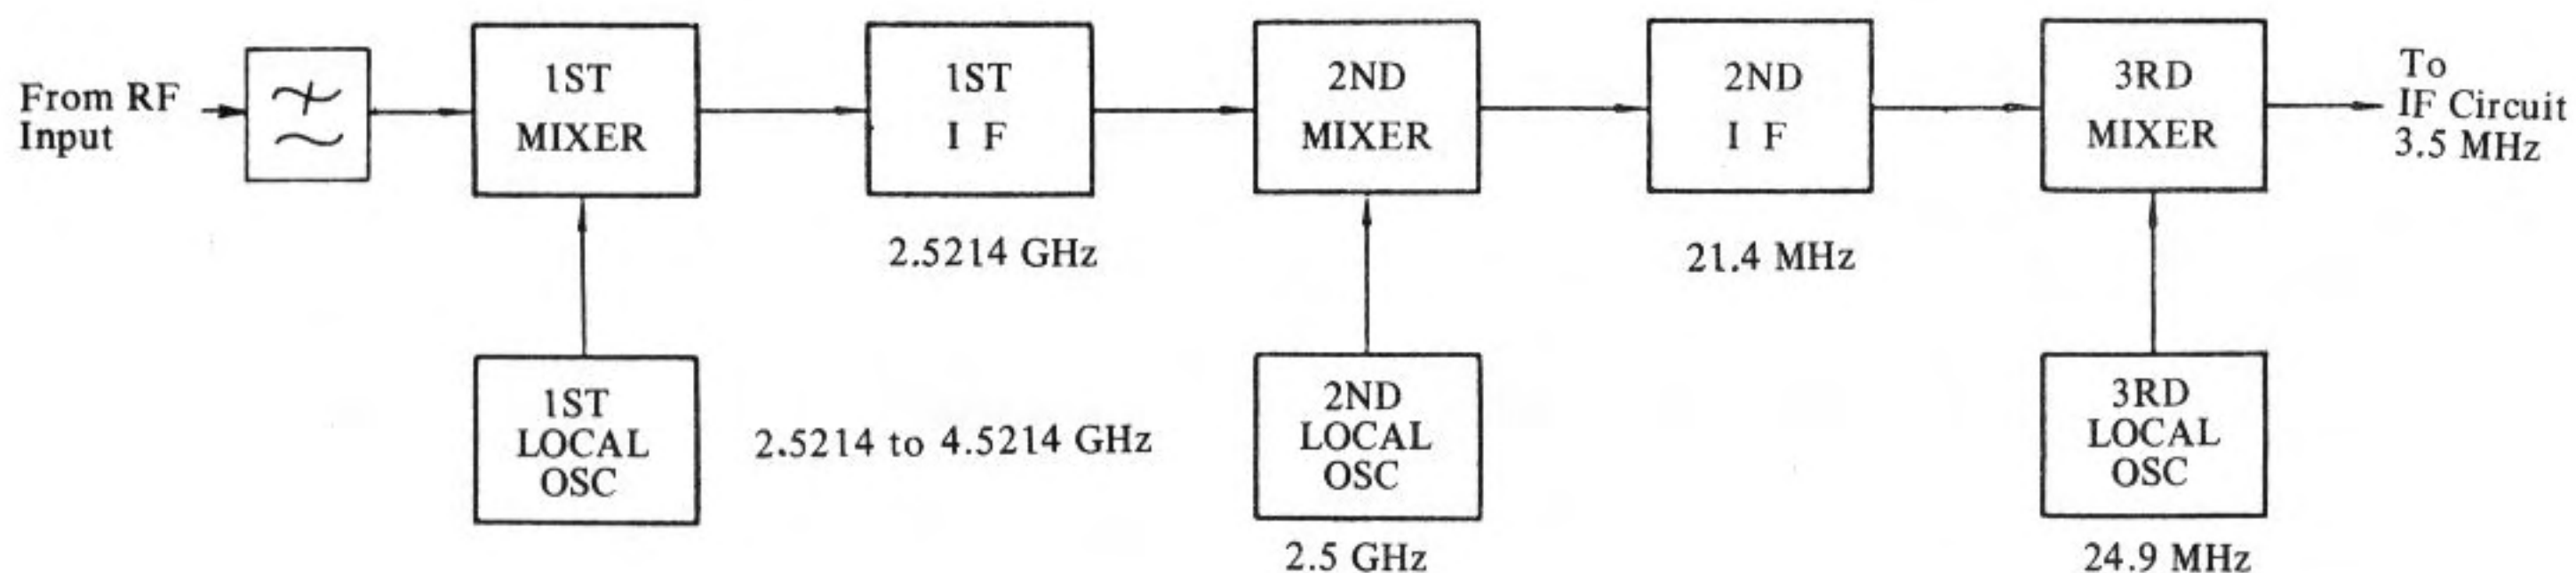 From RF
Input
1ST
MIXER
1ST
I F
2ND
MIXER
2ND
I F
3RD
MIXER
To
IF Circuit
3.5 MHz
2.5214 GHz
21.4 MHz
1ST
LOCAL
OSC
2.5214 to 4.5214 GHz
2ND
LOCAL
OSC
2.5 GHz
3RD
LOCAL
OSC
24.9 MHz